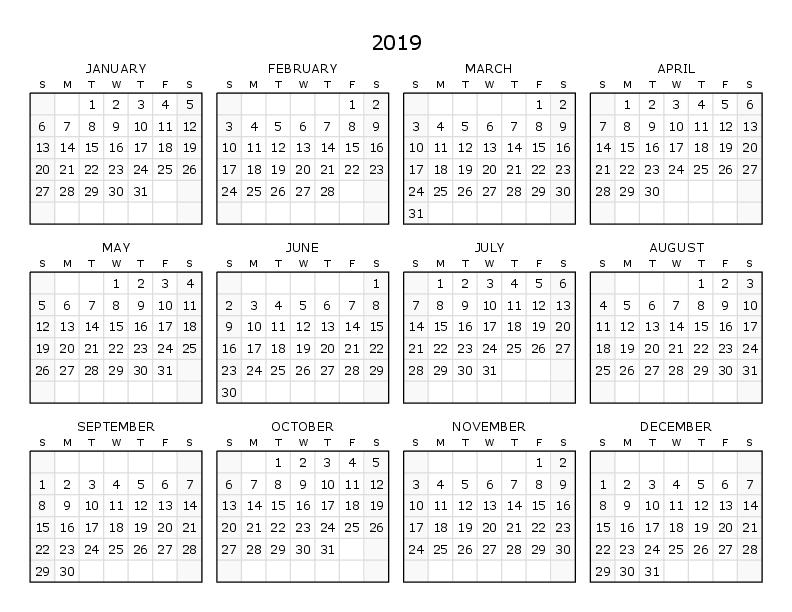 2019
JANUARY
S M T W T F S
1 2 3 4 5
6 7 8 9 10 11 12
13 14 15 16 17 18 19
20 21 22 23 24 25 26
27 28 29 30 31
FEBRUARY
S M T W T F S
1 2
3 4 5 6 7 8 9
10 11 12 13 14 15 16
17 18 19 20 21 22 23
24 25 26 27 28
MARCH
S M T W T F S
1 2
3 4 5 6 7 8 9
10 11 12 13 14 15 16
17 18 19 20 21 22 23
24 25 26 27 28 29 30
31
APRIL
S M T W T F S
1 2 3 4 5 6
7 8 9 10 11 12 13
14 15 16 17 18 19 20
21 22 23 24 25 26 27
28 29 30
MAY
S M T W T F S
1 2 3 4
5 6 7 8 9 10 11
12 13 14 15 16 17 18
19 20 21 22 23 24 25
26 27 28 29 30 31
JUNE
S M T W T F S
1
2 3 4 5 6 7 8
9 10 11 12 13 14 15
16 17 18 19 20 21 22
23 24 25 26 27 28 29
30
JULY
S M T W T F S
1 2 3 4 5 6
7 8 9 10 11 12 13
14 15 16 17 18 19 20
21 22 23 24 25 26 27
28 29 30 31
AUGUST
S M T W T F S
1 2 3
4 5 6 7 8 9 10
11 12 13 14 15 16 17
18 19 20 21 22 23 24
25 26 27 28 29 30 31
SEPTEMBER
S M T W T F S
1 2 3 4 5 6 7
8 9 10 11 12 13 14
15 16 17 18 19 20 21
22 23 24 25 26 27 28
29 30
OCTOBER
S M T W T F S
1 2 3 4 5
6 7 8 9 10 11 12
13 14 15 16 17 18 19
20 21 22 23 24 25 26
27 28 29 30 31
NOVEMBER
S M T W T F S
1 2
3 4 5 6 7 8 9
10 11 12 13 14 15 16
17 18 19 20 21 22 23
24 25 26 27 28 29 30
DECEMBER
S M T W T F S
1 2 3 4 5 6 7
8 9 10 11 12 13 14
15 16 17 18 19 20 21
22 23 24 25 26 27 28
29 30 31